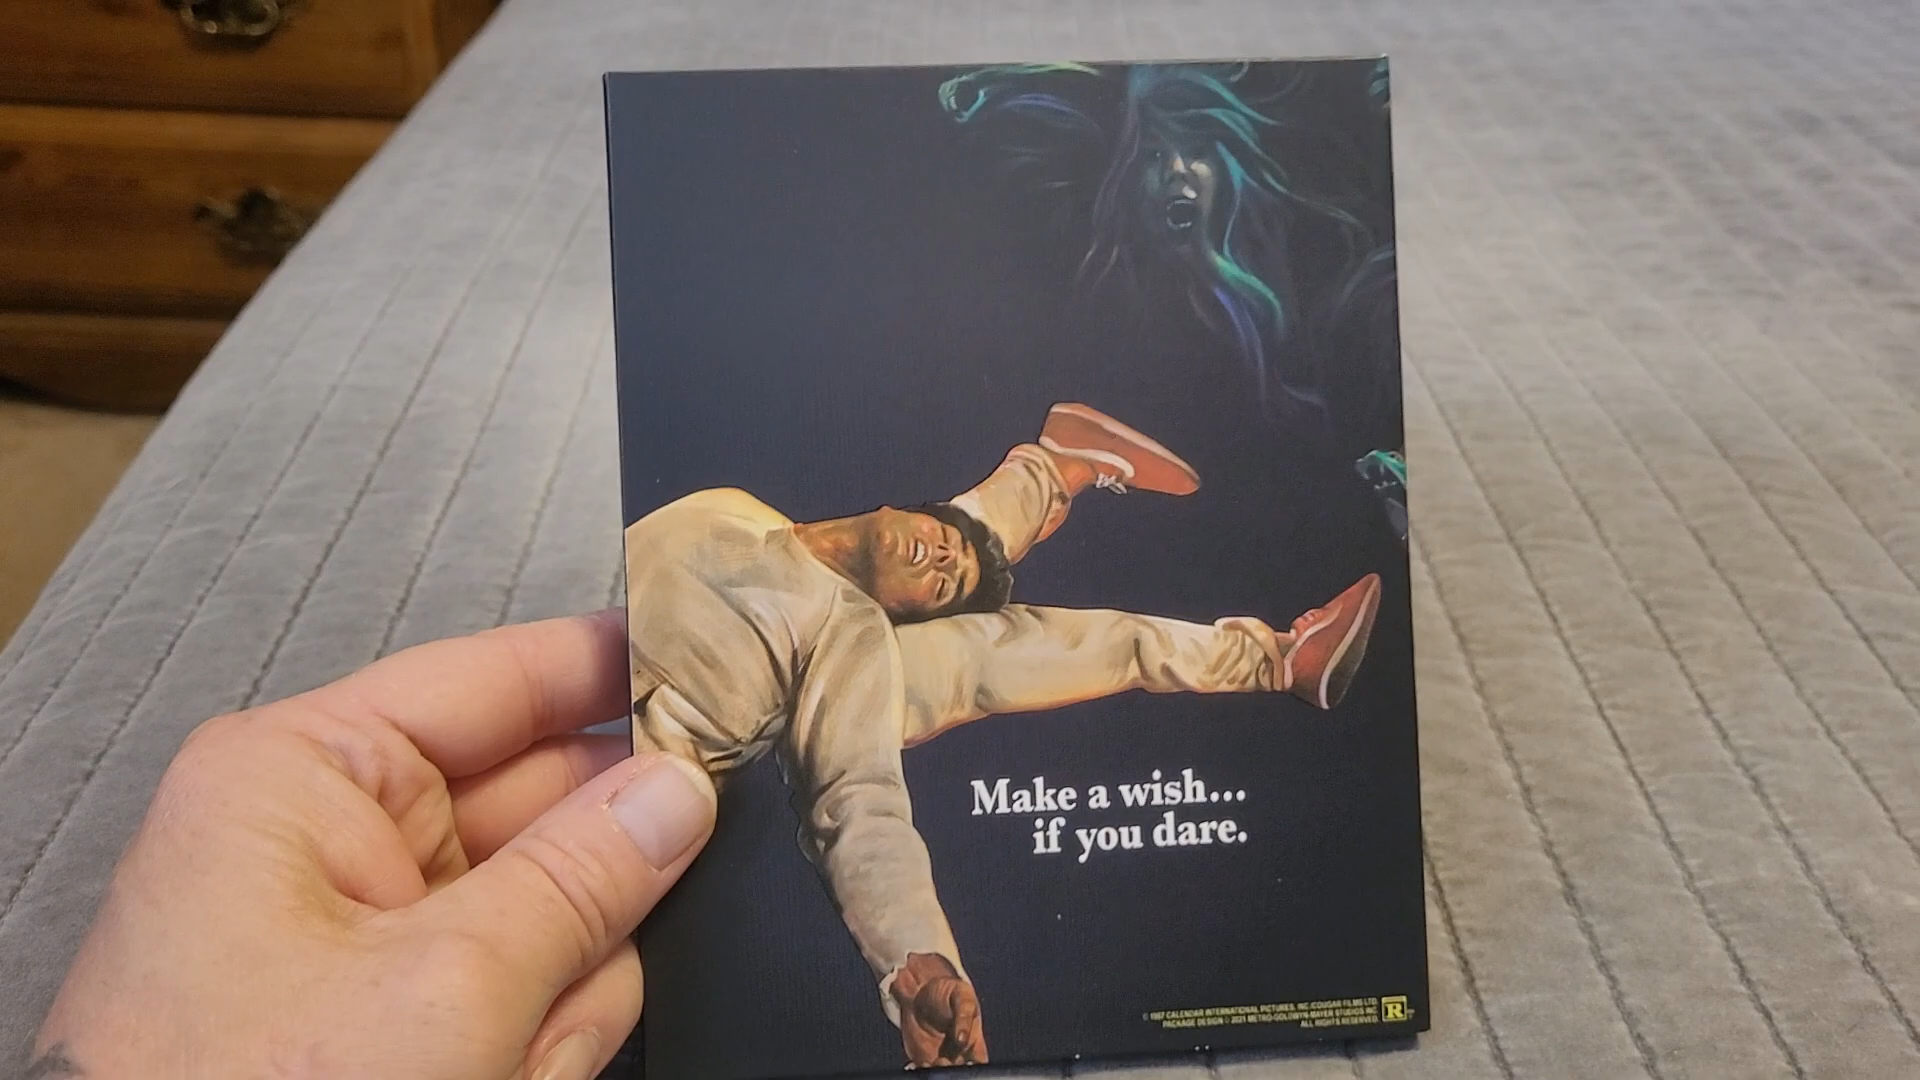 Make a wish...
if you dare.
© 1987 CALENDAR INTERNATIONAL PICTURES, INC./COUGAR FILMS LTD.
PACKAGE DESIGN © 2021 METRO-GOLDWYN-MAYER STUDIOS INC.
ALL RIGHTS RESERVED.
R